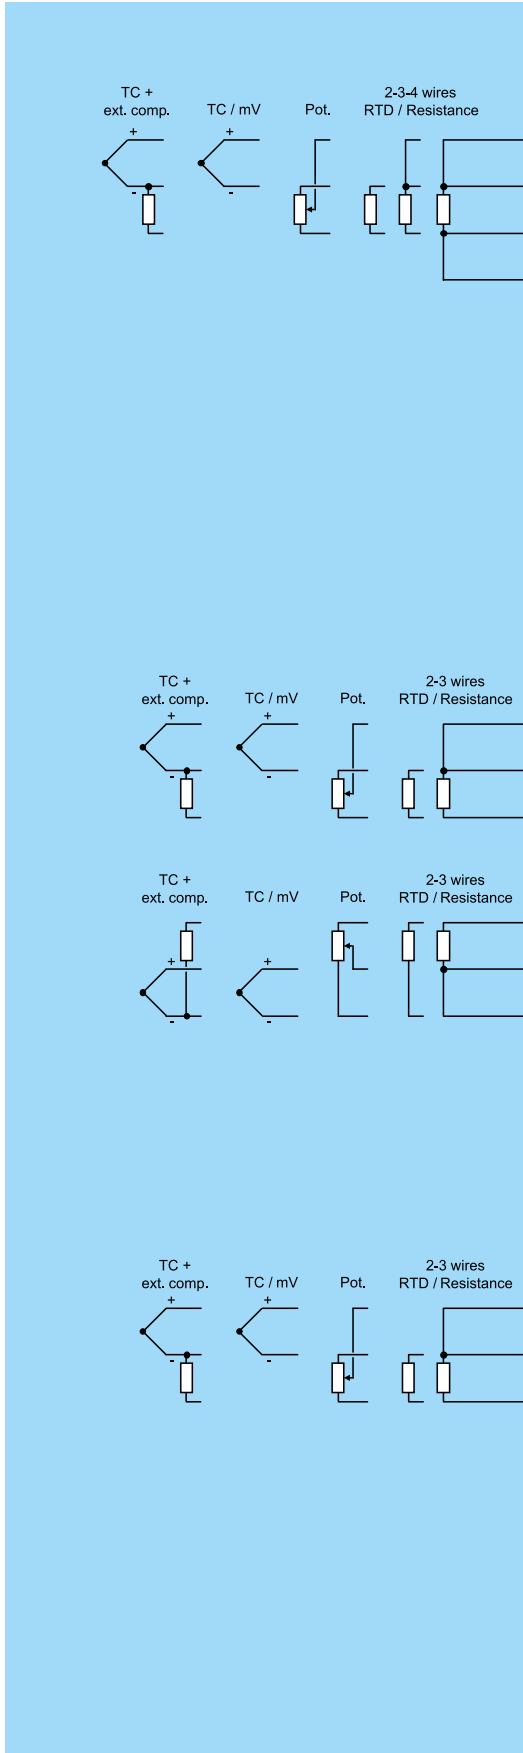 TC +
ext. comp.
TC / mV
Pot.
2-3-4 wires
RTD / Resistance
+
-
+
-
TC +
ext. comp.
TC / mV
Pot.
2-3 wires
RTD / Resistance
+
-
+
-
TC +
ext. comp.
TC / mV
Pot.
2-3 wires
RTD / Resistance
+
-
+
-
TC +
ext. comp.
TC / mV
Pot.
2-3 wires
RTD / Resistance
+
-
+
-